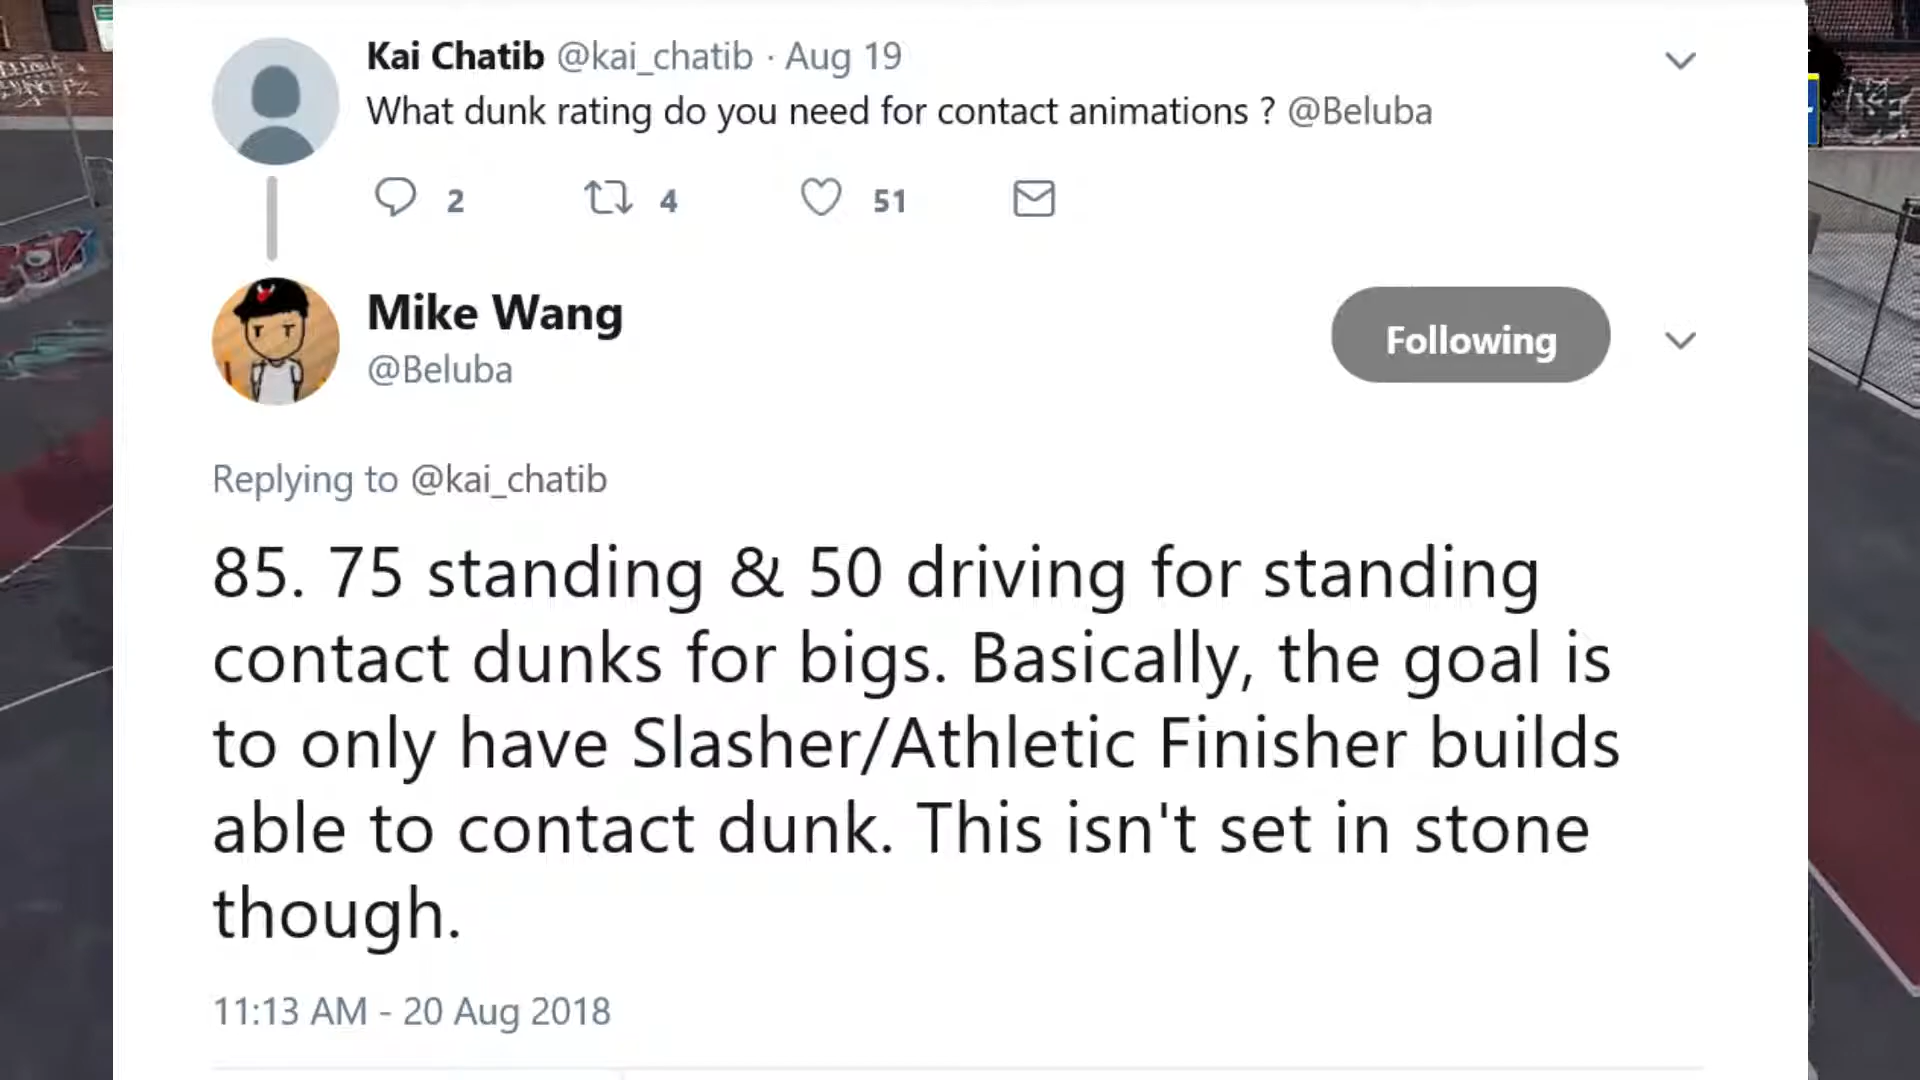 Kai Chatib @kai_chatib · Aug 19
What dunk rating do you need for contact animations ? @Beluba
2 4 51
Mike Wang
@Beluba
Following
Replying to @kai_chatib
85. 75 standing & 50 driving for standing
contact dunks for bigs. Basically, the goal is
to only have Slasher/Athletic Finisher builds
able to contact dunk. This isn't set in stone
though.
11:13 AM - 20 Aug 2018